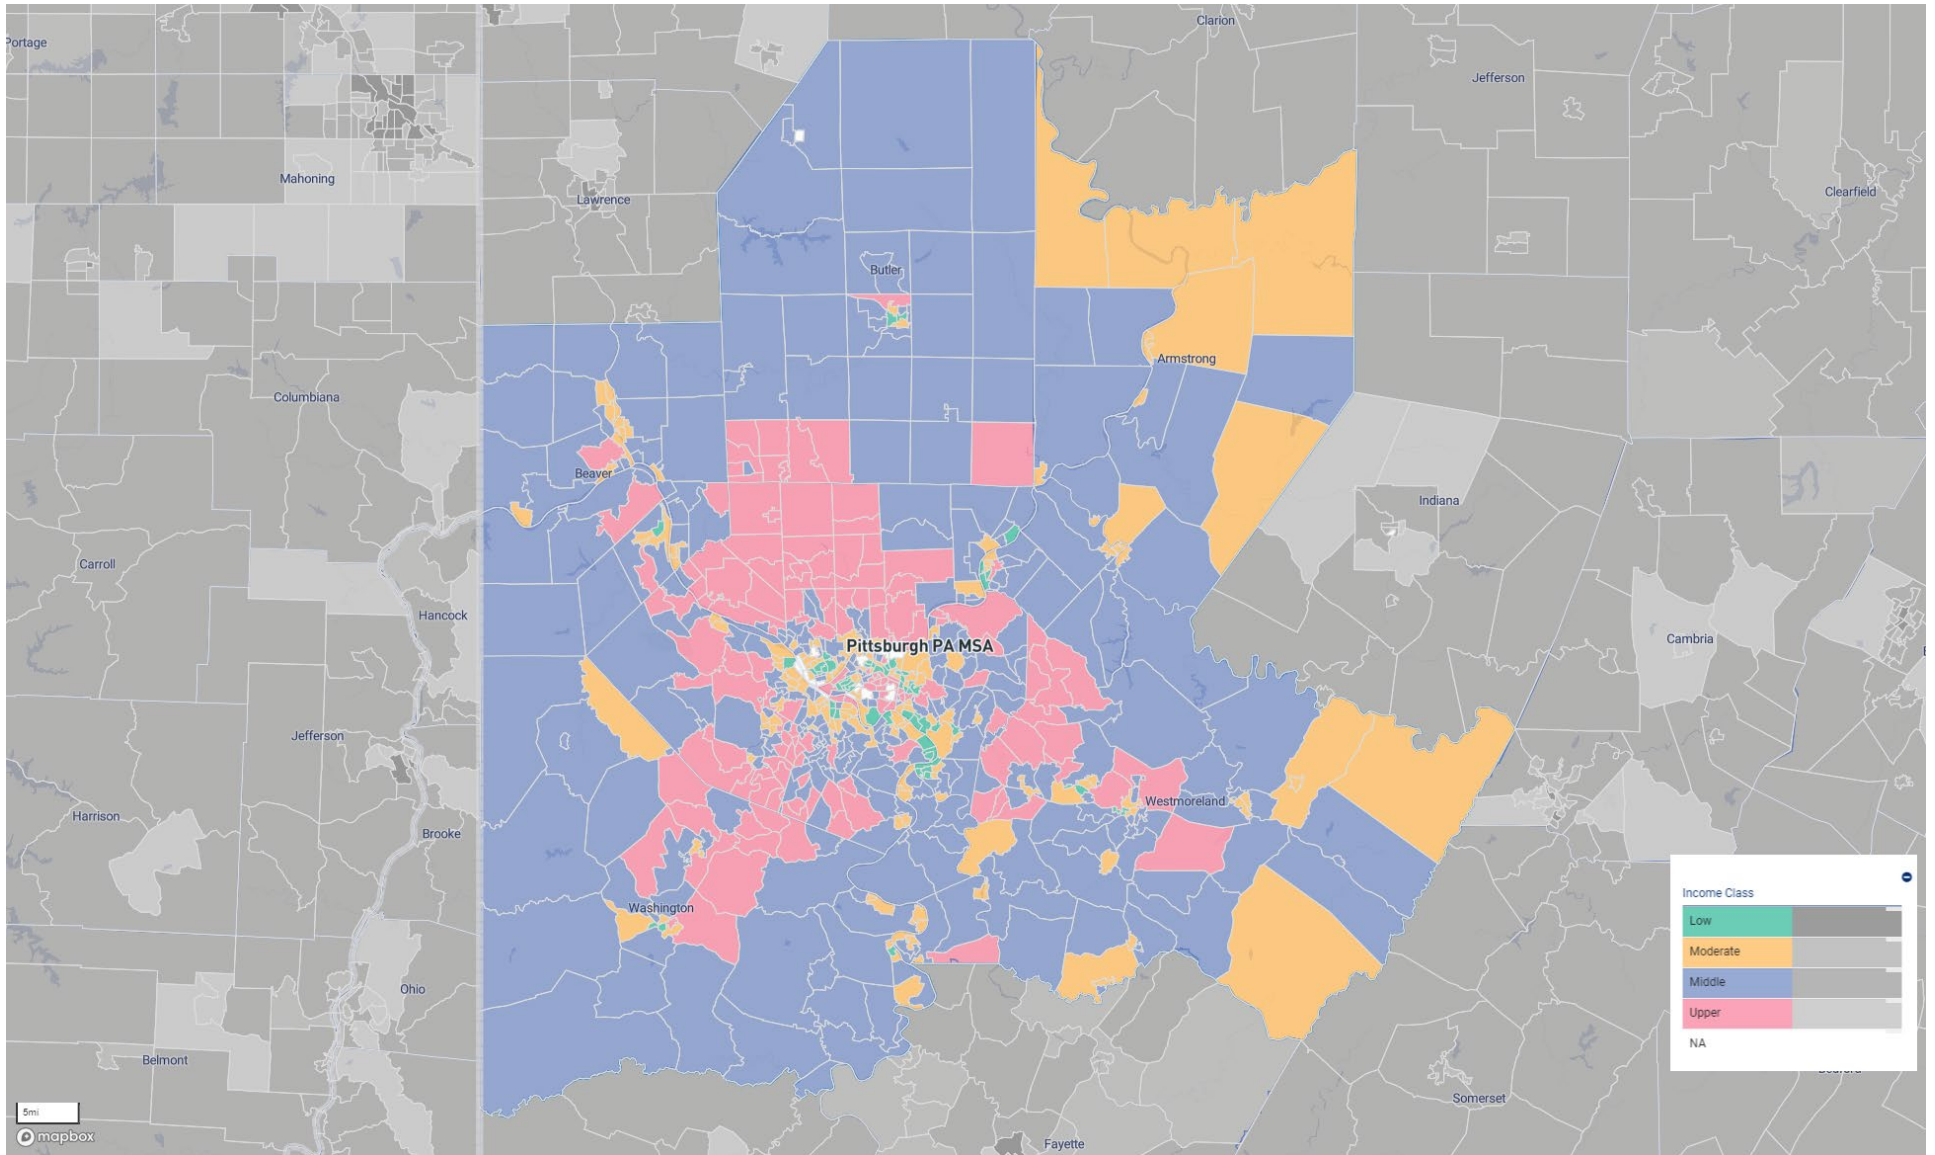 Clarion
Portage
Jefferson
Mahoning
Clearfield
Lawrence
Butler
Armstrong
Columbiana
Beaver
Indiana
Carroll
Hancock
Cambria
Pittsburgh PA MSA
Jefferson
Westmoreland
Harrison
Brooke
Income Class
Low
Washington
Moderate
Middle
Ohio
Upper
NA
Belmont
Somerset
5mi
mapbox
Fayette